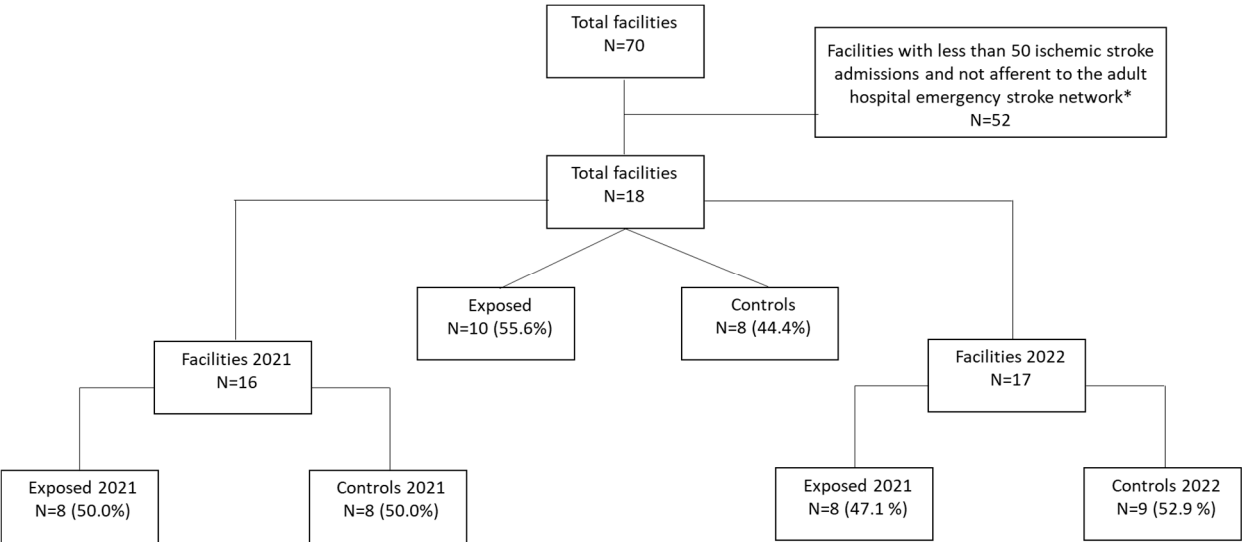 Total facilities
N=70
Facilities with less than 50 ischemic stroke
admissions and not afferent to the adult
hospital emergency stroke network*
N=52
Total facilities
N=18
Exposed
N=10 (55.6%)
Controls
N=8 (44.4%)
Facilities 2021
N=16
Facilities 2022
N=17
Exposed 2021
N=8 (50.0%)
Controls 2021
N=8 (50.0%)
Exposed 2021
N=8 (47.1 %)
Controls 2022
N=9 (52.9 %)